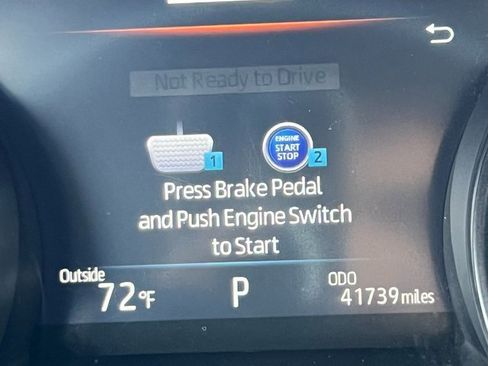 Not Ready to Drive
1
ENGINE
START
STOP
2
Press Brake Pedal
and Push Engine Switch
to Start
Outside
72°F
P
ODO
41739 miles